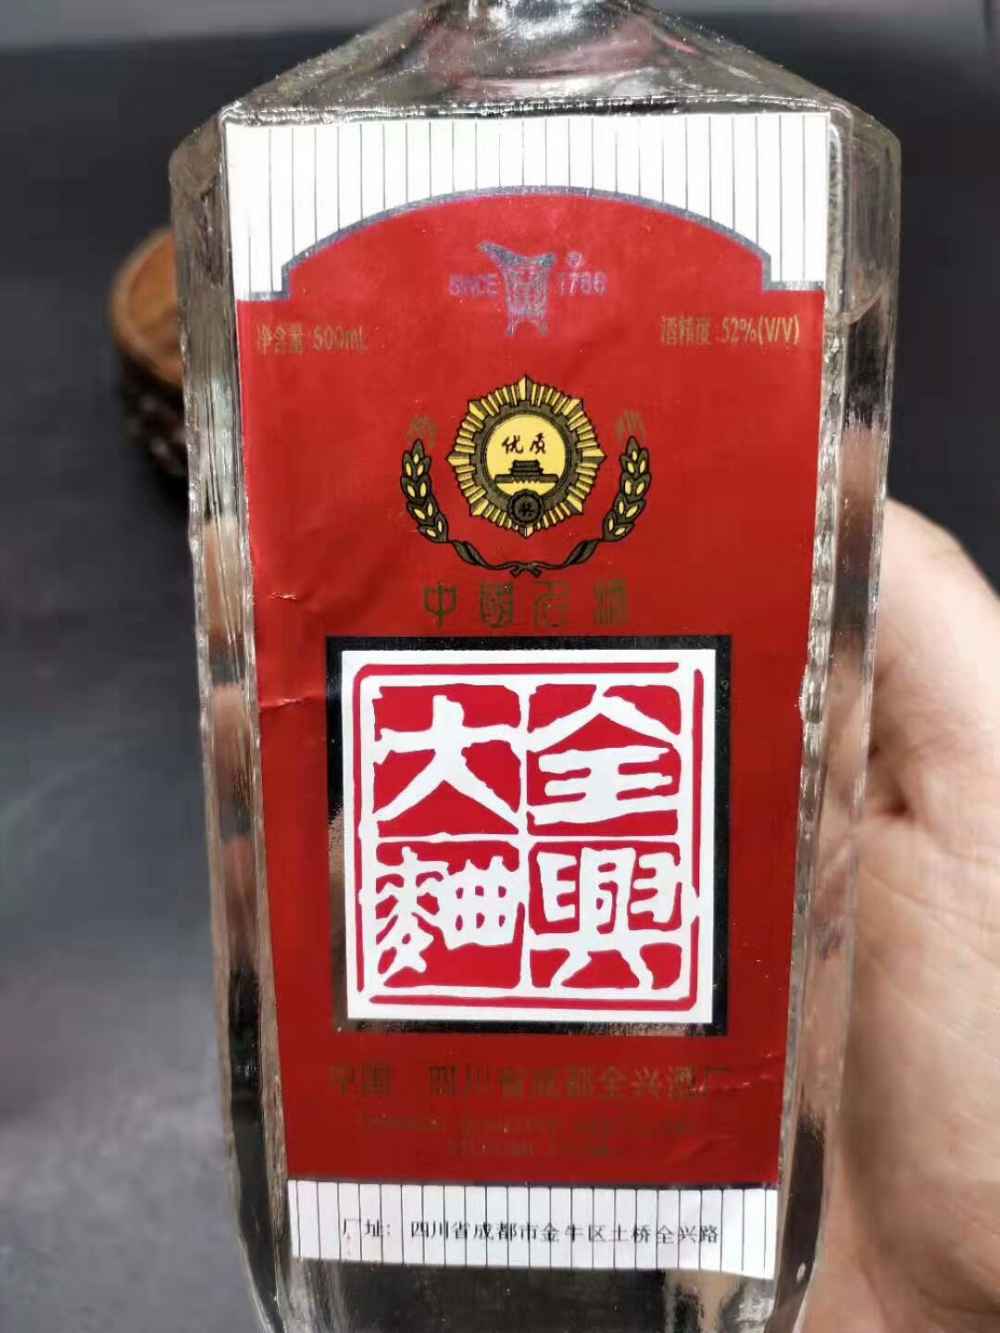 SINCE 1786
净含量:500mL
酒精度:52%(V/V)
优质
奖
中國名酒
全興
大麯
中国 四川省成都全兴酒厂
厂址：四川省成都市金牛区土桥全兴路